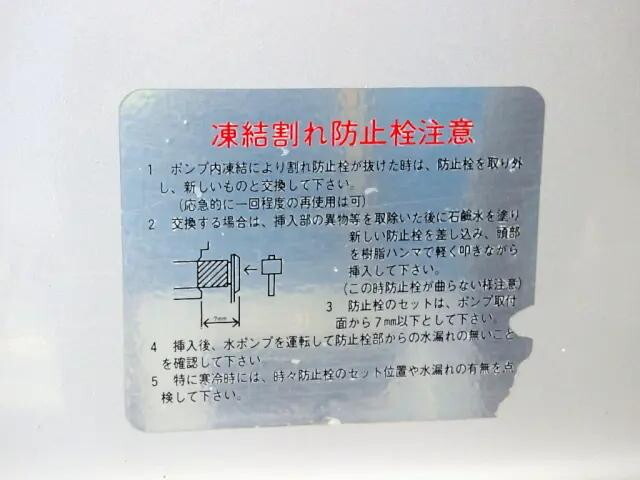 凍結割れ防止栓注意
1 ポンプ内凍結により割れ防止栓が抜けた時は、防止栓を取り外
し、新しいものと交換して下さい。
(応急的に一回程度の再使用は可)
2 交換する場合は、挿入部の異物等を取除いた後に石鹸水を塗り
新しい防止栓を差し込み、頭部
を樹脂ハンマで軽く叩きながら
挿入して下さい。
(この時防止栓が曲らない様注意)
7mm
3 防止栓のセットは、ポンプ取付
面から7mm以下として下さい。
4 挿入後、水ポンプを運転して防止栓部からの水漏れの無いこと
を確認して下さい。
5 特に寒冷時には、時々防止栓のセット位置や水漏れの有無を点
検して下さい。